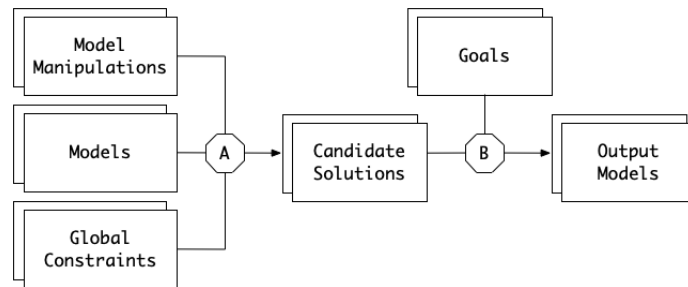 Model
Manipulations
Goals
Models
A
Candidate
Solutions
B
Output
Models
Global
Constraints